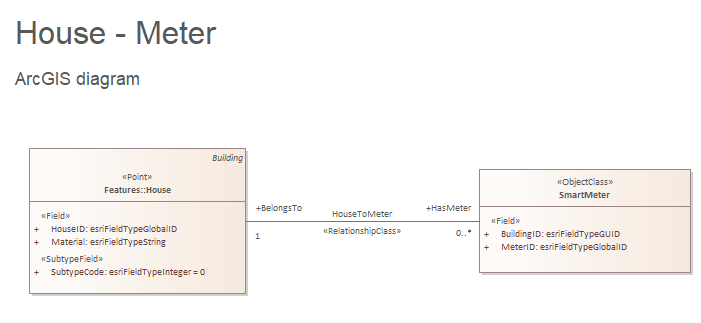 House - Meter
ArcGIS diagram
Building
«Point»
Features::House
«Field»
+ HouseID: esriFieldTypeGlobalID
+ Material: esriFieldTypeString
«SubtypeField»
+ SubtypeCode: esriFieldTypeInteger = 0
+BelongsTo
HouseToMeter
+HasMeter
1
«RelationshipClass»
0..*
«ObjectClass»
SmartMeter
«Field»
+ BuildingID: esriFieldTypeGUID
+ MeterID: esriFieldTypeGlobalID